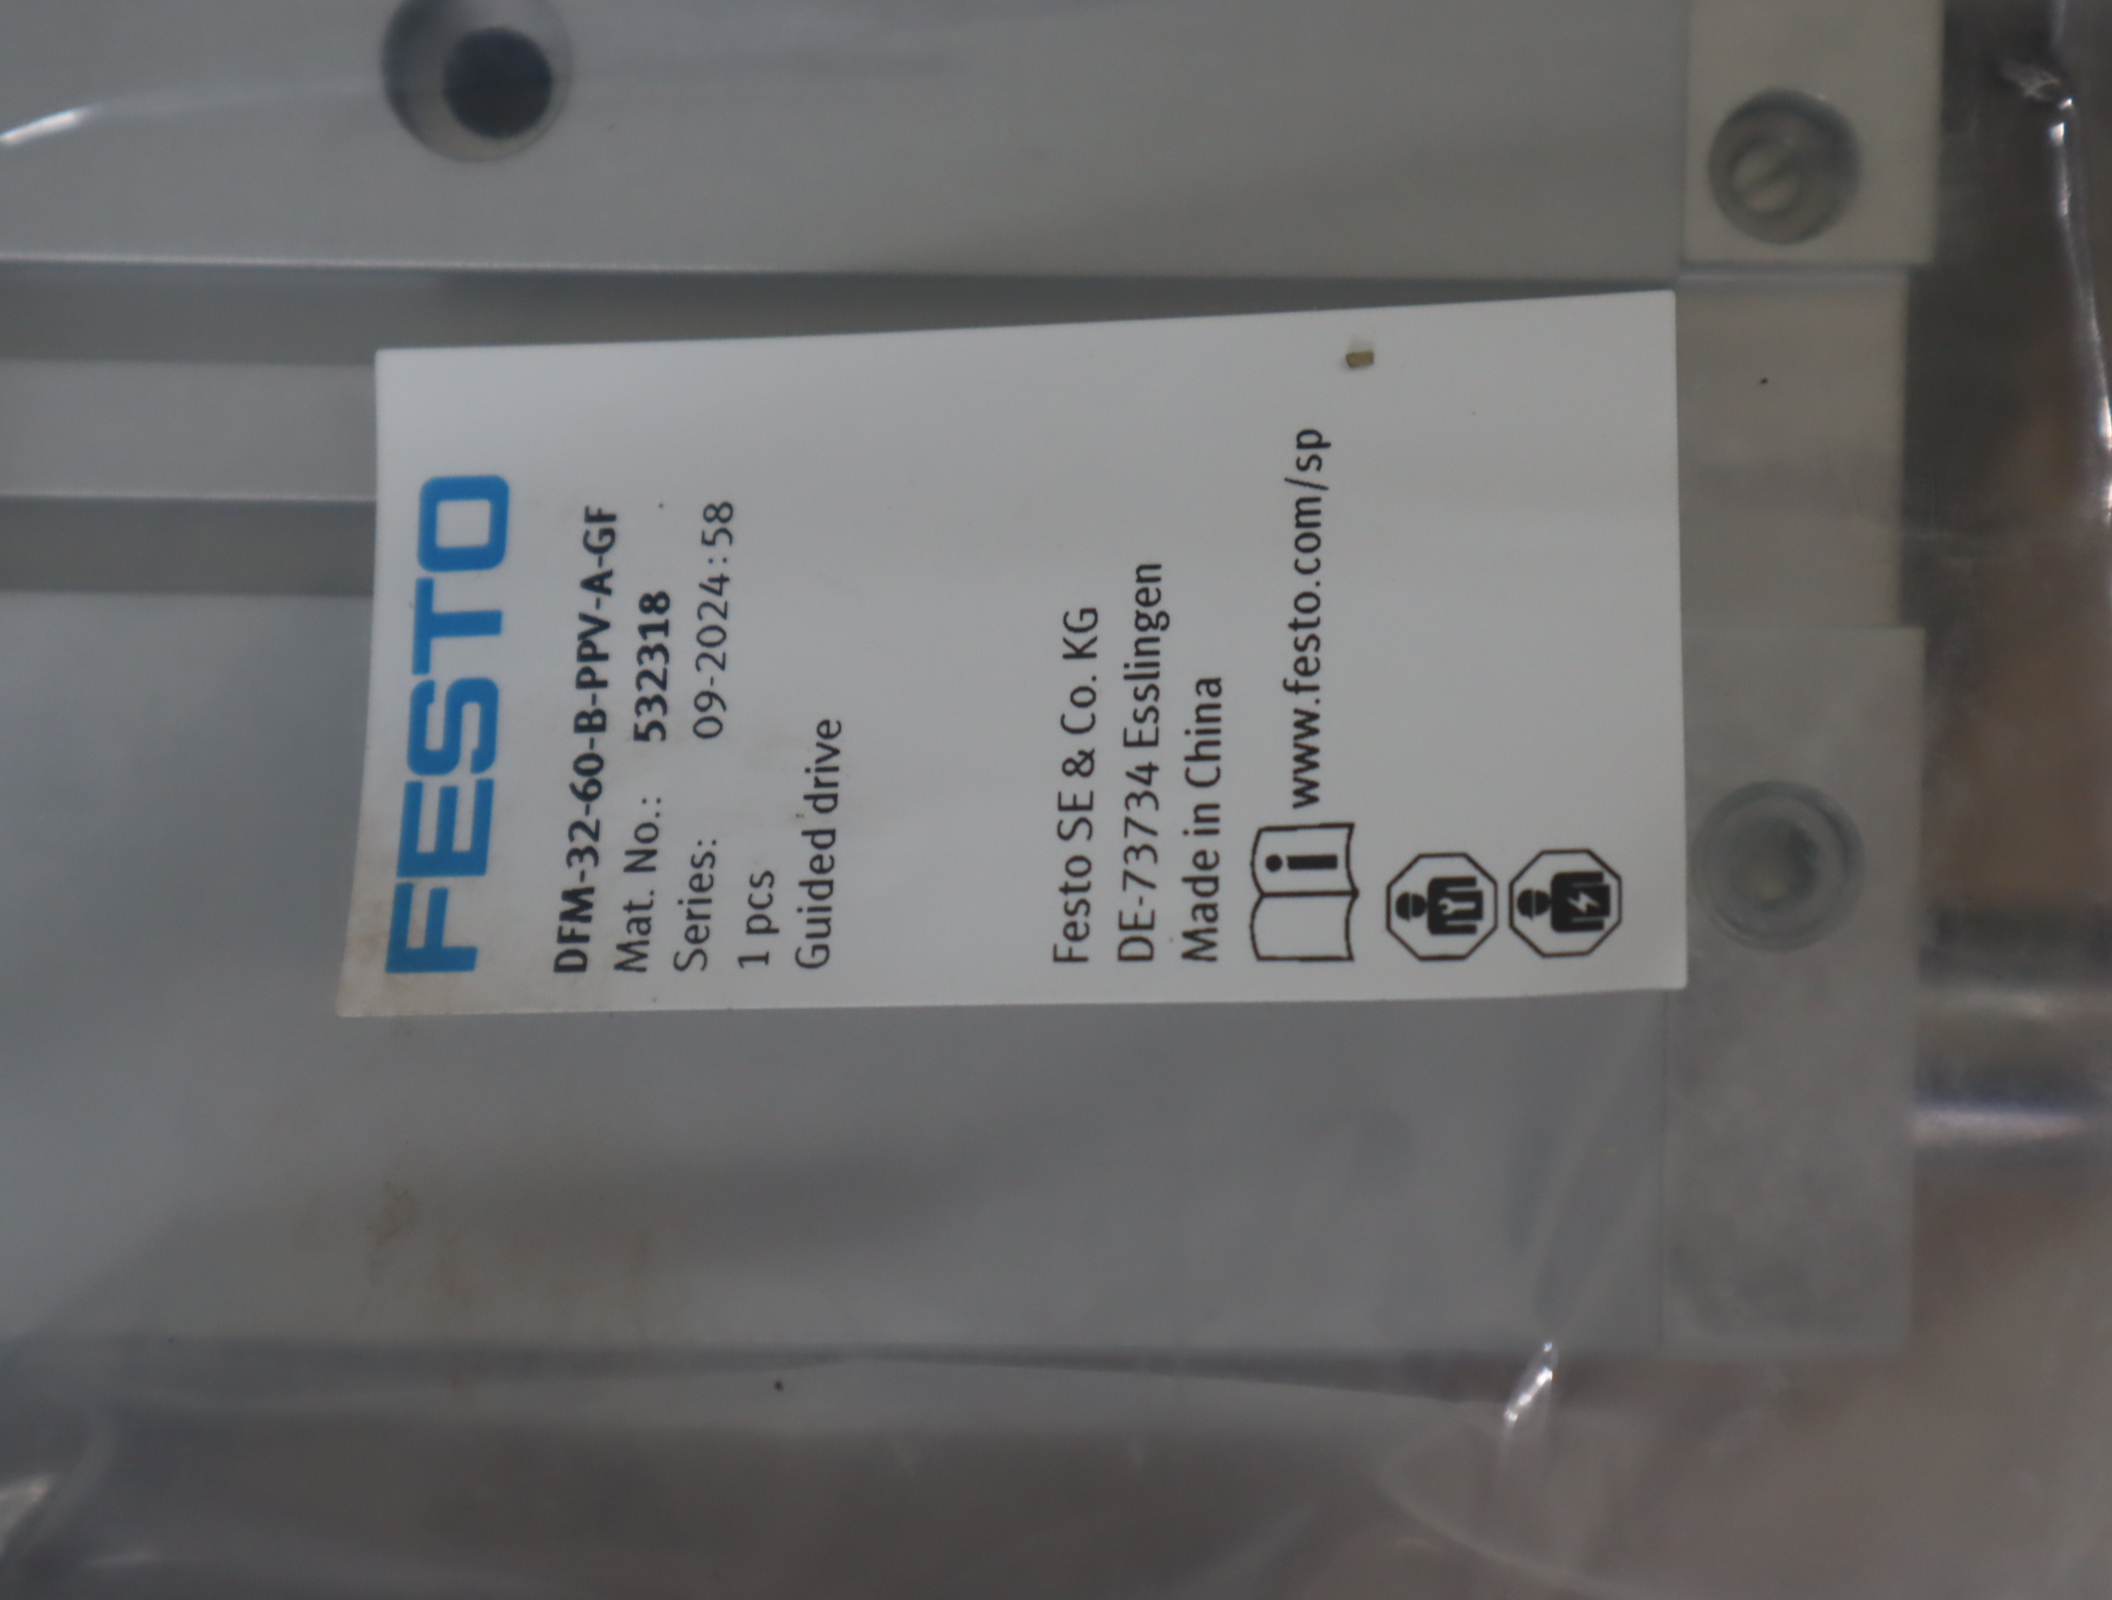 FESTO
DFM-32-60-B-PPV-A-GF
Mat. No.: 532318
Series: 09-2024:58
1 pcs
Guided drive
Festo SE & Co. KG
DE-73734 Esslingen
Made in China
i www.festo.com/sp